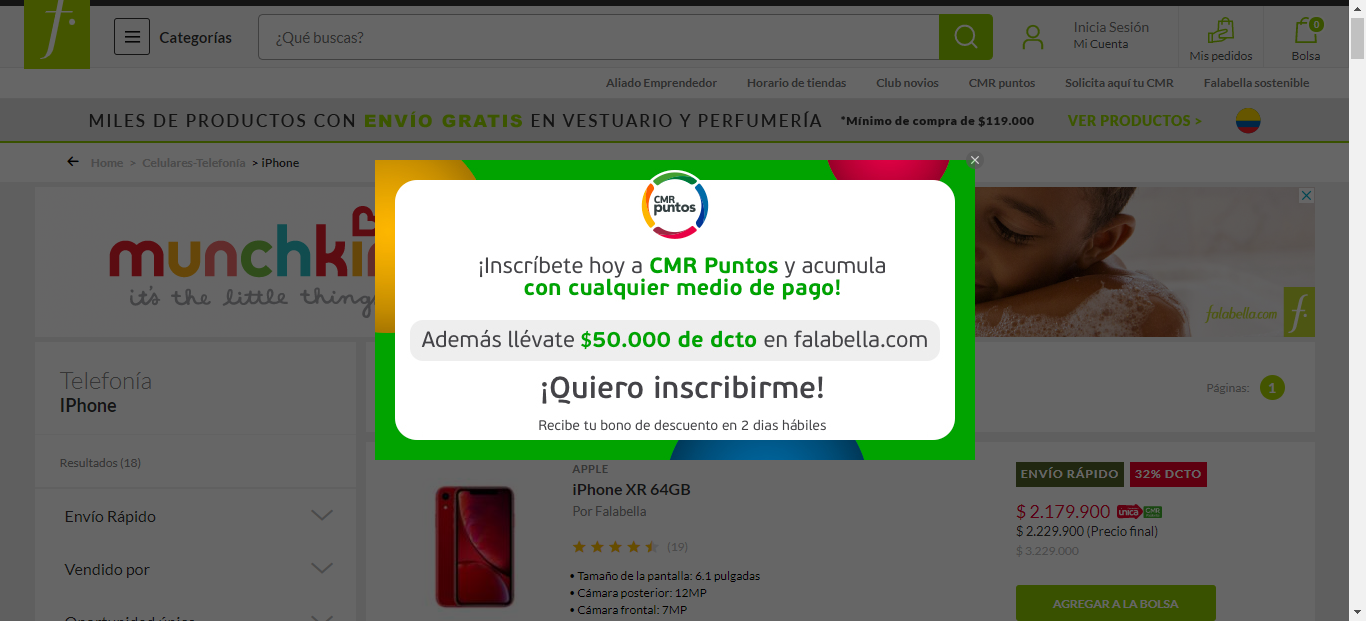 f.
Categorías
¿Qué buscas?
Inicia Sesión
Mi Cuenta
Mis pedidos
0
Bolsa
Aliado Emprendedor
Horario de tiendas
Club novios
CMR puntos
Solicita aquí tu CMR
Falabella sostenible
MILES DE PRODUCTOS CON ENVÍO GRATIS EN VESTUARIO Y PERFUMERÍA
*Mínimo de compra de $119.000
VER PRODUCTOS >
Home > Celulares-Telefonía > iPhone
munchkin
it's the little things
falabella.com
f.
CMR
puntos
¡Inscríbete hoy a CMR Puntos y acumula
con cualquier medio de pago!
Además llévate $50.000 de dcto en falabella.com
¡Quiero inscribirme!
Recibe tu bono de descuento en 2 dias hábiles
Telefonía
IPhone
Páginas: 1
Resultados (18)
Envío Rápido
Vendido por
Oportunidad única
APPLE
iPhone XR 64GB
Por Falabella
(19)
• Tamaño de la pantalla: 6.1 pulgadas
• Cámara posterior: 12MP
• Cámara frontal: 7MP
ENVÍO RÁPIDO
32% DCTO
$ 2.179.900 única CMR
$ 2.229.900 (Precio final)
$ 3.229.000
AGREGAR A LA BOLSA